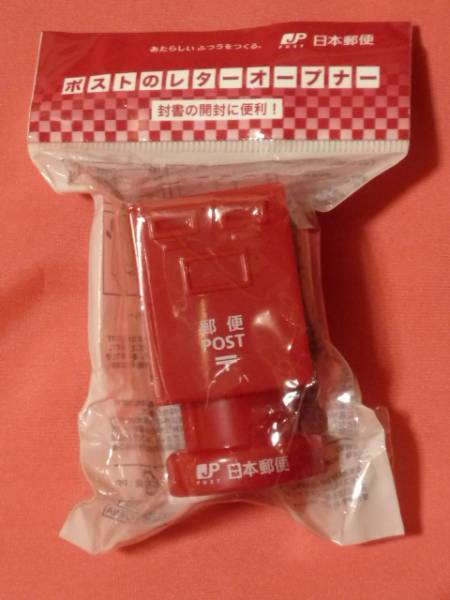 あたらしいふつうをつくる。
JP 日本郵便
POST
ポストのレターオープナー
封書の開封に便利！
郵便
POST
〒
JP 日本郵便
POST